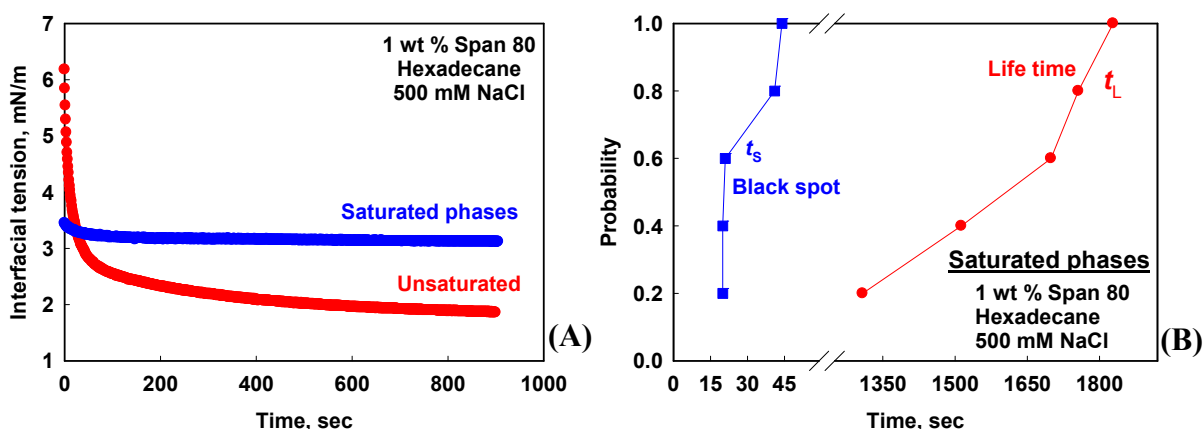 7
6
5
4
3
2
1
Interfacial tension, mN/m
1 wt % Span 80
Hexadecane
500 mM NaCl
Saturated phases
Unsaturated
(A)
0 200 400 600 800 1000
Time, sec
1.0
0.8
0.6
0.4
0.2
0.0
Probability
Life time
tL
tS
Black spot
Saturated phases
1 wt % Span 80
Hexadecane
500 mM NaCl
(B)
0 15 30 45 1350 1500 1650 1800
Time, sec Time, sec